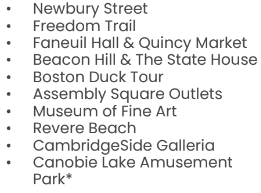 • Newbury Street
• Freedom Trail
• Faneuil Hall & Quincy Market
• Beacon Hill & The State House
• Boston Duck Tour
• Assembly Square Outlets
• Museum of Fine Art
• Revere Beach
• CambridgeSide Galleria
• Canobie Lake Amusement
Park*